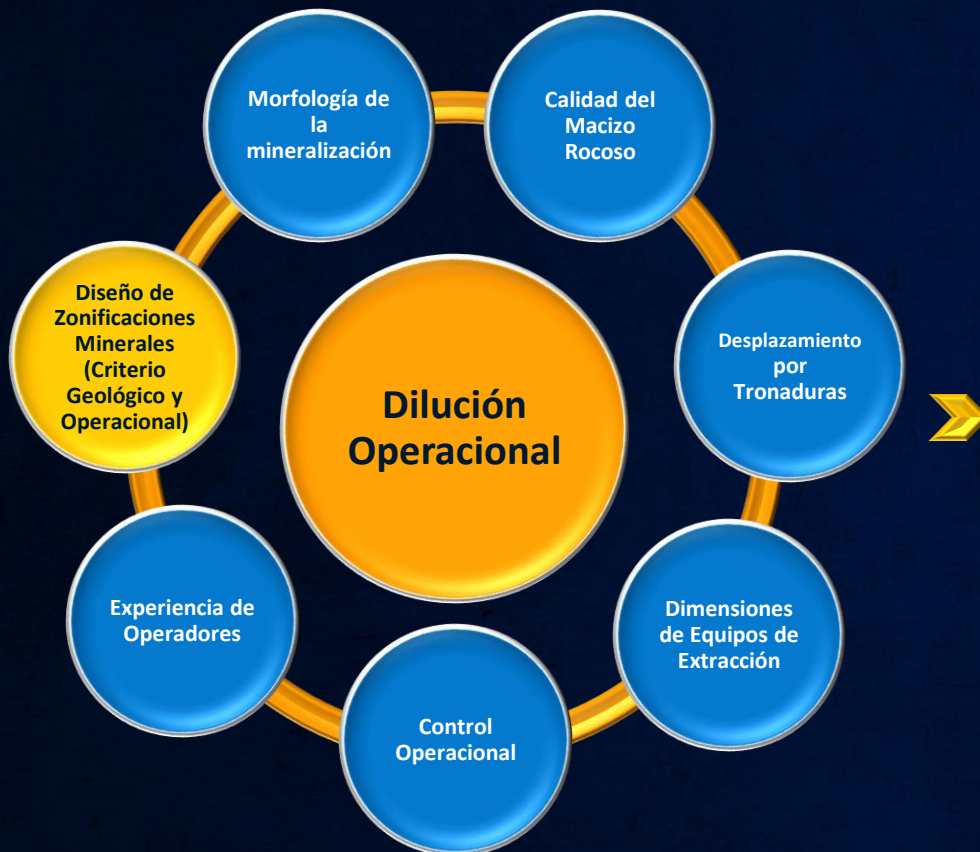 Morfología de
la
mineralización
Calidad del
Macizo
Rocoso
Diseño de
Zonificaciones
Minerales
(Criterio
Geológico y
Operacional)
Dilución
Operacional
Desplazamiento
por
Tronaduras
Experiencia de
Operadores
Dimensiones
de Equipos de
Extracción
Control
Operacional